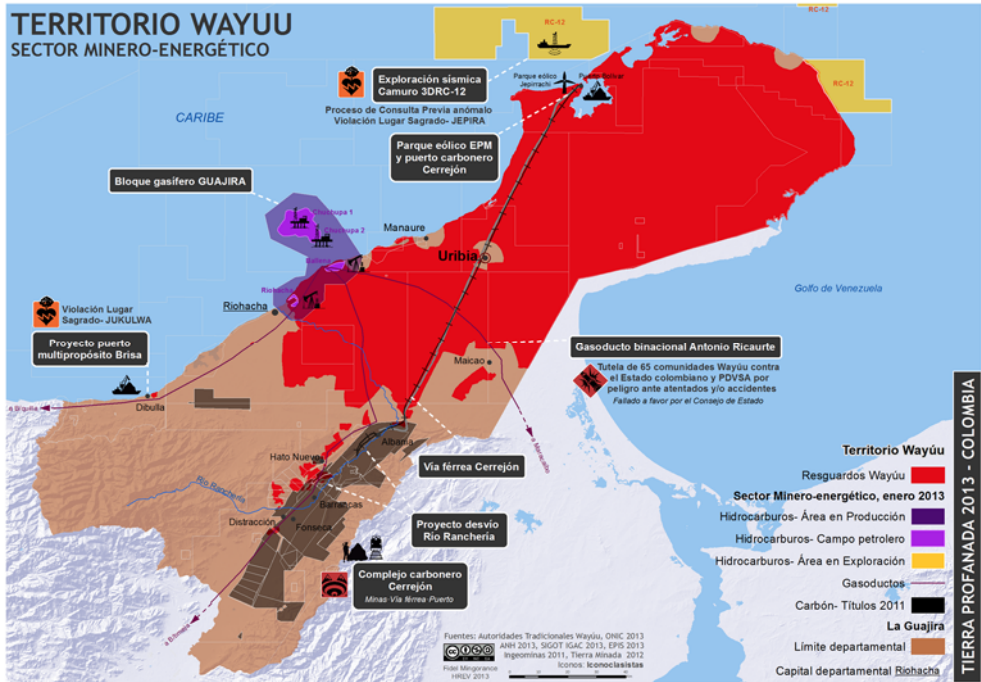 TERRITORIO WAYUU
SECTOR MINERO-ENERGÉTICO
RC-12
RC-12
RC-12
CARIBE
Exploración sísmica
Camuro 3DRC-12
Proceso de Consulta Previa anómalo
Violación Lugar Sagrado- JEPIRA
Parque eólico
Jepirrachi
Puerto Bolívar
Parque eólico EPM
y puerto carbonero
Cerrejón
Bloque gasífero GUAJIRA
Chuchupa 1
Chuchupa 2
Ballena
Riohacha
Manaure
Uribia
Golfo de Venezuela
Riohacha
Violación Lugar
Sagrado- JUKULWA
Proyecto puerto
multipropósito Brisa
Dibulla
Maicao
Gasoducto binacional Antonio Ricaurte
Tutela de 65 comunidades Wayúu contra
el Estado colombiano y PDVSA por
peligro ante atentados y/o accidentes
Fallado a favor por el Consejo de Estado
a Maracaibo
Albania
Hato Nuevo
Vía férrea Cerrejón
Río Ranchería
Barrancas
Distracción
Fonseca
Proyecto desvío
Río Ranchería
Complejo carbonero
Cerrejón
Minas-Vía férrea-Puerto
Territorio Wayúu
Resguardos Wayúu
Sector Minero-energético, enero 2013
Hidrocarburos- Área en Producción
Hidrocarburos- Campo petrolero
Hidrocarburos- Área en Exploración
Gasoductos
Carbón- Títulos 2011
La Guajira
Límite departamental
Capital departamental Riohacha
TIERRA PROFANADA 2013 - COLOMBIA
Fuentes: Autoridades Tradicionales Wayúu, ONIC 2013
ANH 2013, SIGOT IGAC 2013, EPIS 2013
Ingeominas 2011, Tierra Minada 2012
Iconos: Iconoclasistas
Fidel Mingorance
HREV 2013